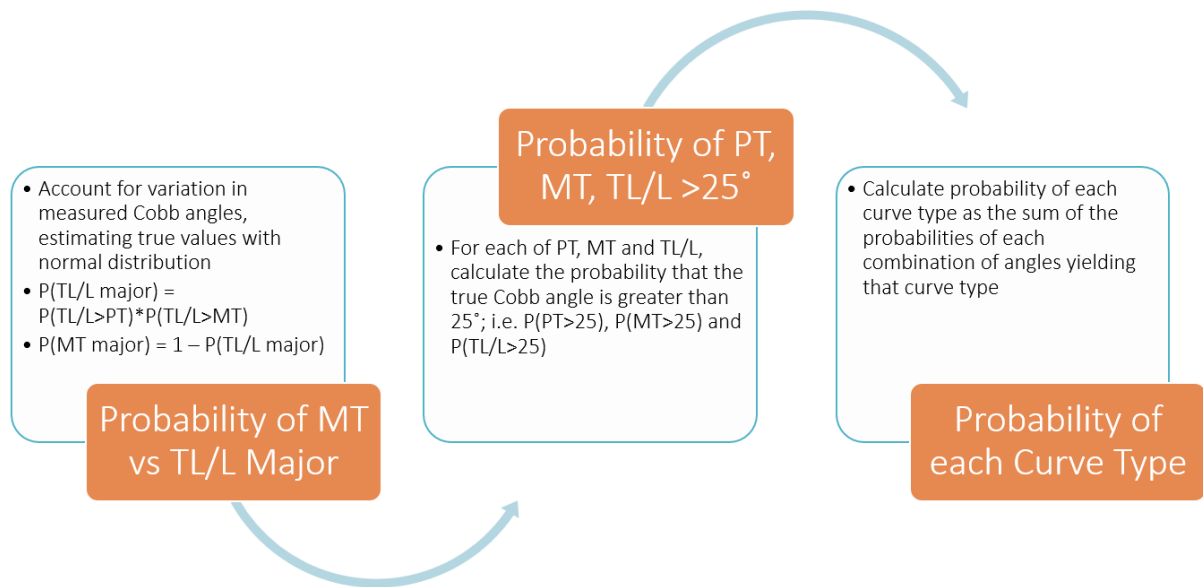 • Account for variation in
measured Cobb angles,
estimating true values with
normal distribution
• P(TL/L major) =
P(TL/L>PT)*P(TL/L>MT)
• P(MT major) = 1 – P(TL/L major)
Probability of MT
vs TL/L Major
Probability of PT,
MT, TL/L >25˚
• For each of PT, MT and TL/L,
calculate the probability that the
true Cobb angle is greater than
25˚; i.e. P(PT>25), P(MT>25) and
P(TL/L>25)
• Calculate probability of each
curve type as the sum of the
probabilities of each
combination of angles yielding
that curve type
Probability of
each Curve Type